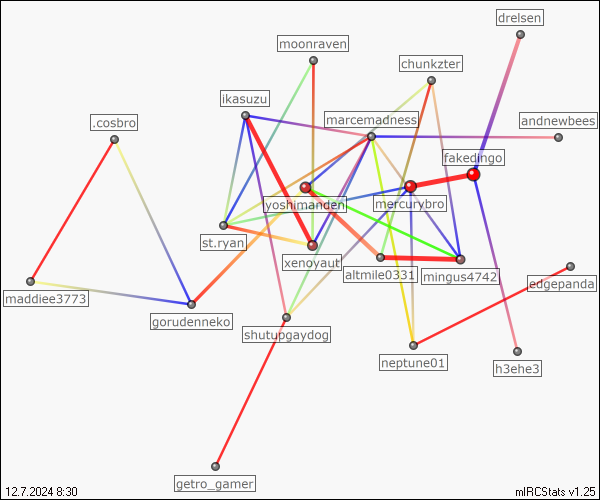 drelsen
moonraven
chunkzter
ikasuzu
.cosbro
marcemadness
andnewbees
fakedingo
yoshimanden
mercurybro
st.ryan
xenoyaut
altmile0331
mingus4742
edgepanda
maddiee3773
gorudenneko
shutupgaydog
neptune01
h3ehe3
getro_gamer
12.7.2024 8:30
mIRCStats v1.25